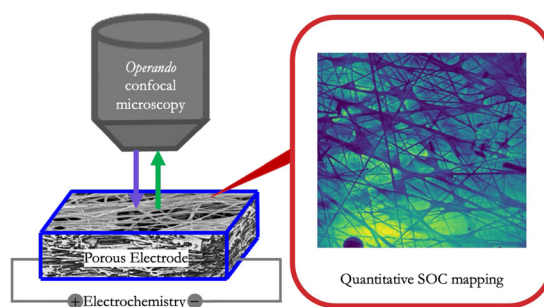 Operando
confocal
microscopy
Porous Electrode
+ Electrochemistry −
Quantitative SOC mapping